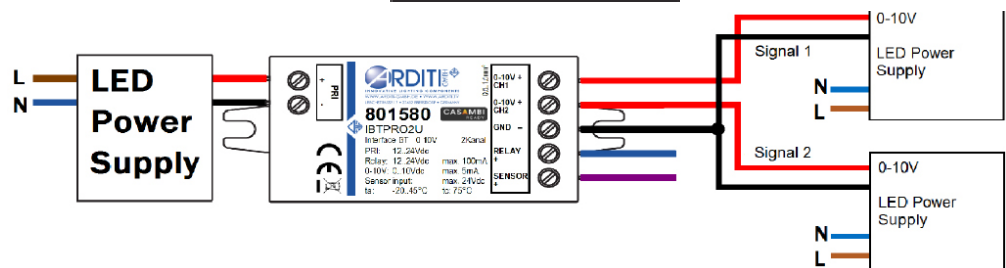 L
N
LED
Power
Supply
+
PRI
-
ARDITI
801580
CASAMBI
READY
IBTPRO2U
Interface BT 0-10V 2Kanal
PRI: 12..24Vdc
Relay: 12..24Vdc max. 100mA
0-10V: 0..10Vdc max. 5mA
Sensor input: max. 24Vdc
ta: -20..45°C tc: 75°C
CE
0-10V +
CH1
0-10V +
CH2
GND -
RELAY
+
SENSOR
+
Signal 1
Signal 2
0-10V
LED Power
Supply
N
L
0-10V
LED Power
Supply
N
L